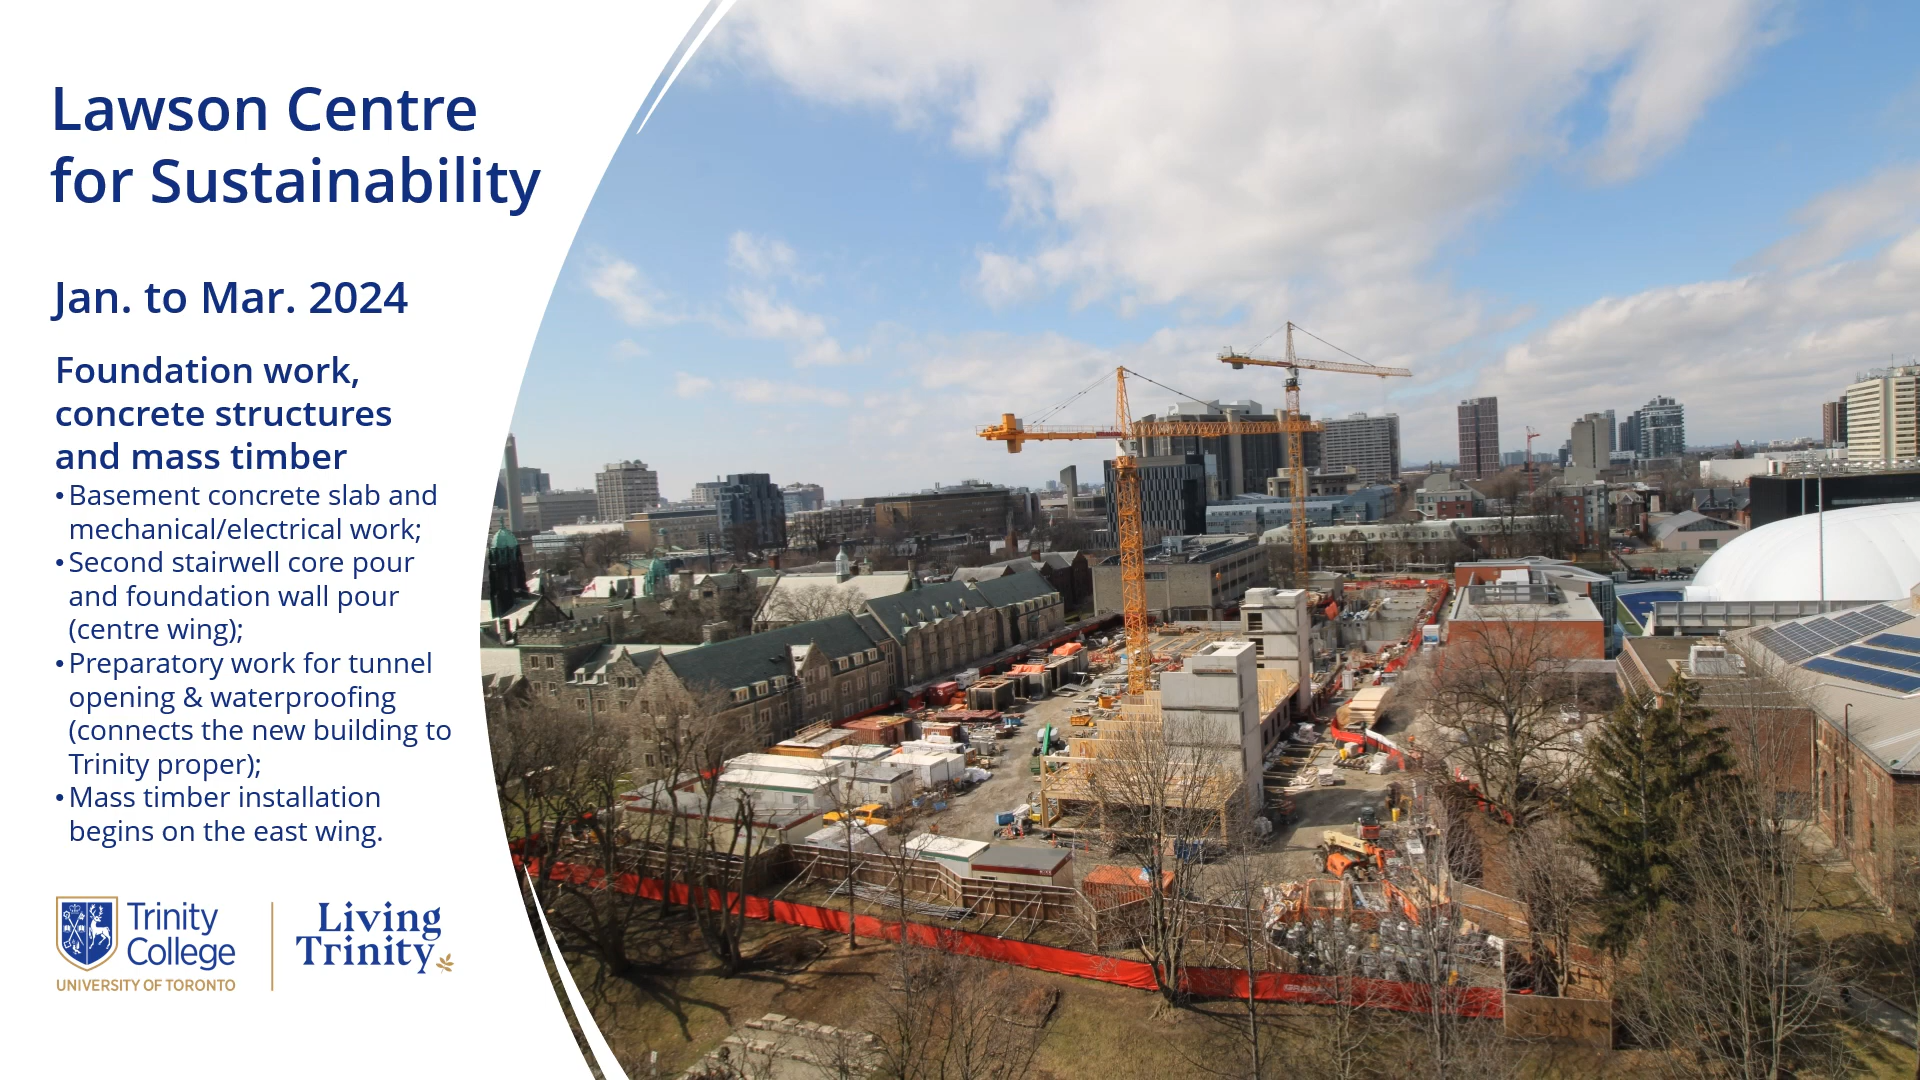 Lawson Centre
for Sustainability
Jan. to Mar. 2024
Foundation work,
concrete structures
and mass timber
• Basement concrete slab and
mechanical/electrical work;
• Second stairwell core pour
and foundation wall pour
(centre wing);
• Preparatory work for tunnel
opening & waterproofing
(connects the new building to
Trinity proper);
• Mass timber installation
begins on the east wing.
Trinity
College
UNIVERSITY OF TORONTO
Living
Trinity